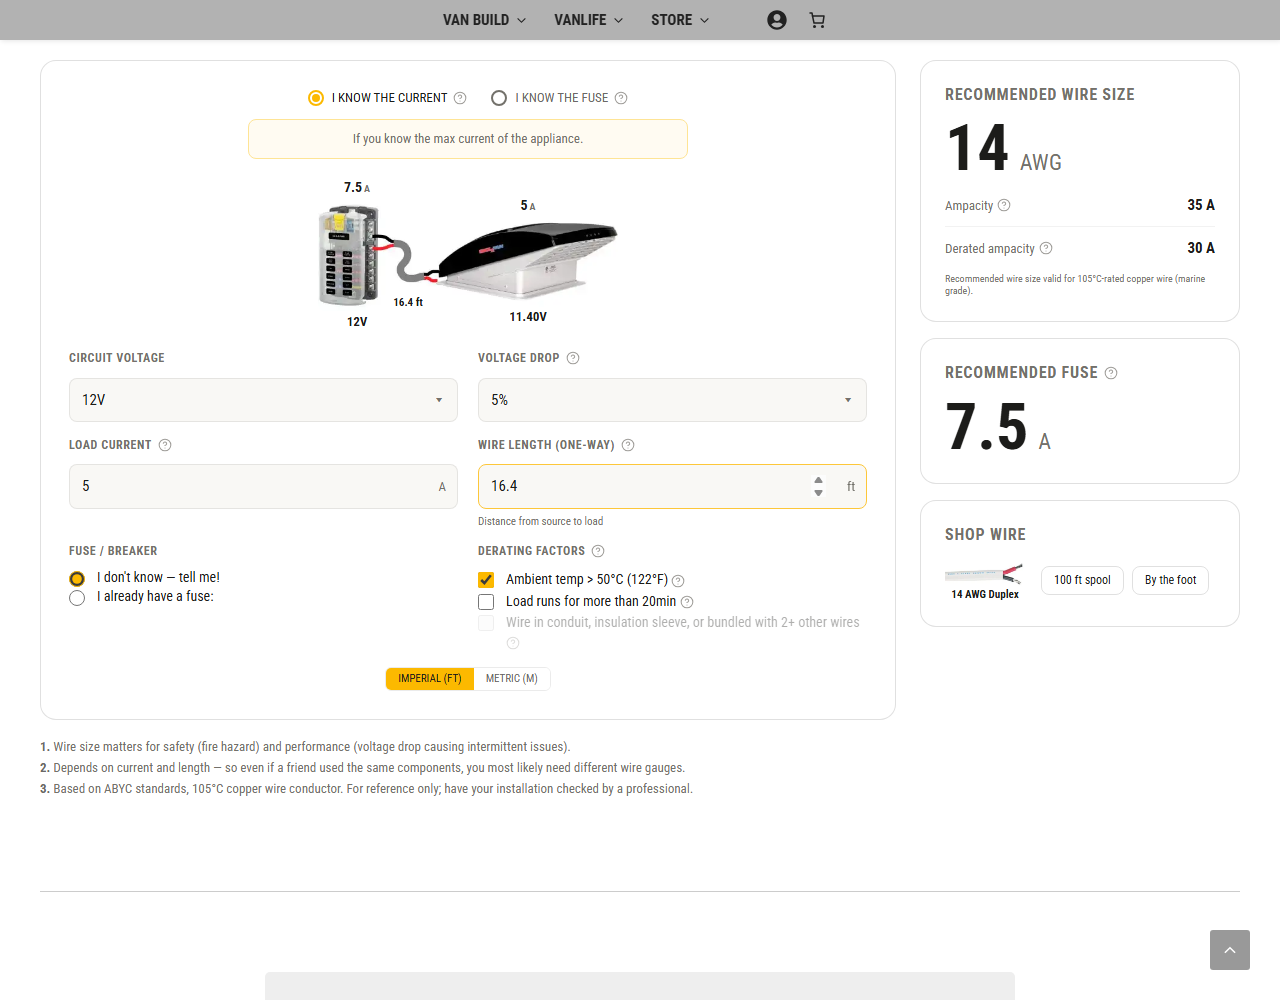 VAN BUILD VANLIFE STORE
I KNOW THE CURRENT I KNOW THE FUSE
If you know the max current of the appliance.
7.5 A
5 A
16.4 ft
12V
11.40V
CIRCUIT VOLTAGE
12V
VOLTAGE DROP
5%
LOAD CURRENT
5 A
WIRE LENGTH (ONE-WAY)
16.4 ft
Distance from source to load
FUSE / BREAKER
I don't know — tell me!
I already have a fuse:
DERATING FACTORS
Ambient temp > 50°C (122°F)
Load runs for more than 20min
Wire in conduit, insulation sleeve, or bundled with 2+ other wires
IMPERIAL (FT) METRIC (M)
RECOMMENDED WIRE SIZE
14 AWG
Ampacity 35 A
Derated ampacity 30 A
Recommended wire size valid for 105°C-rated copper wire (marine
grade).
RECOMMENDED FUSE
7.5 A
SHOP WIRE
14 AWG Duplex
100 ft spool By the foot
1. Wire size matters for safety (fire hazard) and performance (voltage drop causing intermittent issues).
2. Depends on current and length — so even if a friend used the same components, you most likely need different wire gauges.
3. Based on ABYC standards, 105°C copper wire conductor. For reference only; have your installation checked by a professional.